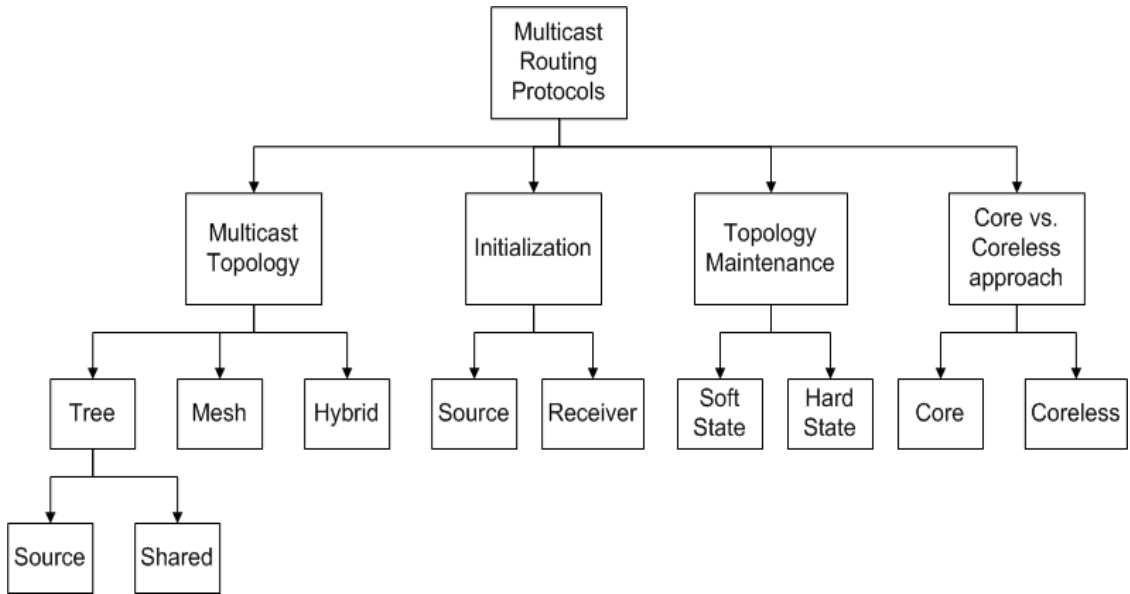 Multicast
Routing
Protocols
Multicast
Topology
Initialization
Topology
Maintenance
Core vs.
Coreless
approach
Tree
Mesh
Hybrid
Source
Receiver
Soft
State
Hard
State
Core
Coreless
Source
Shared